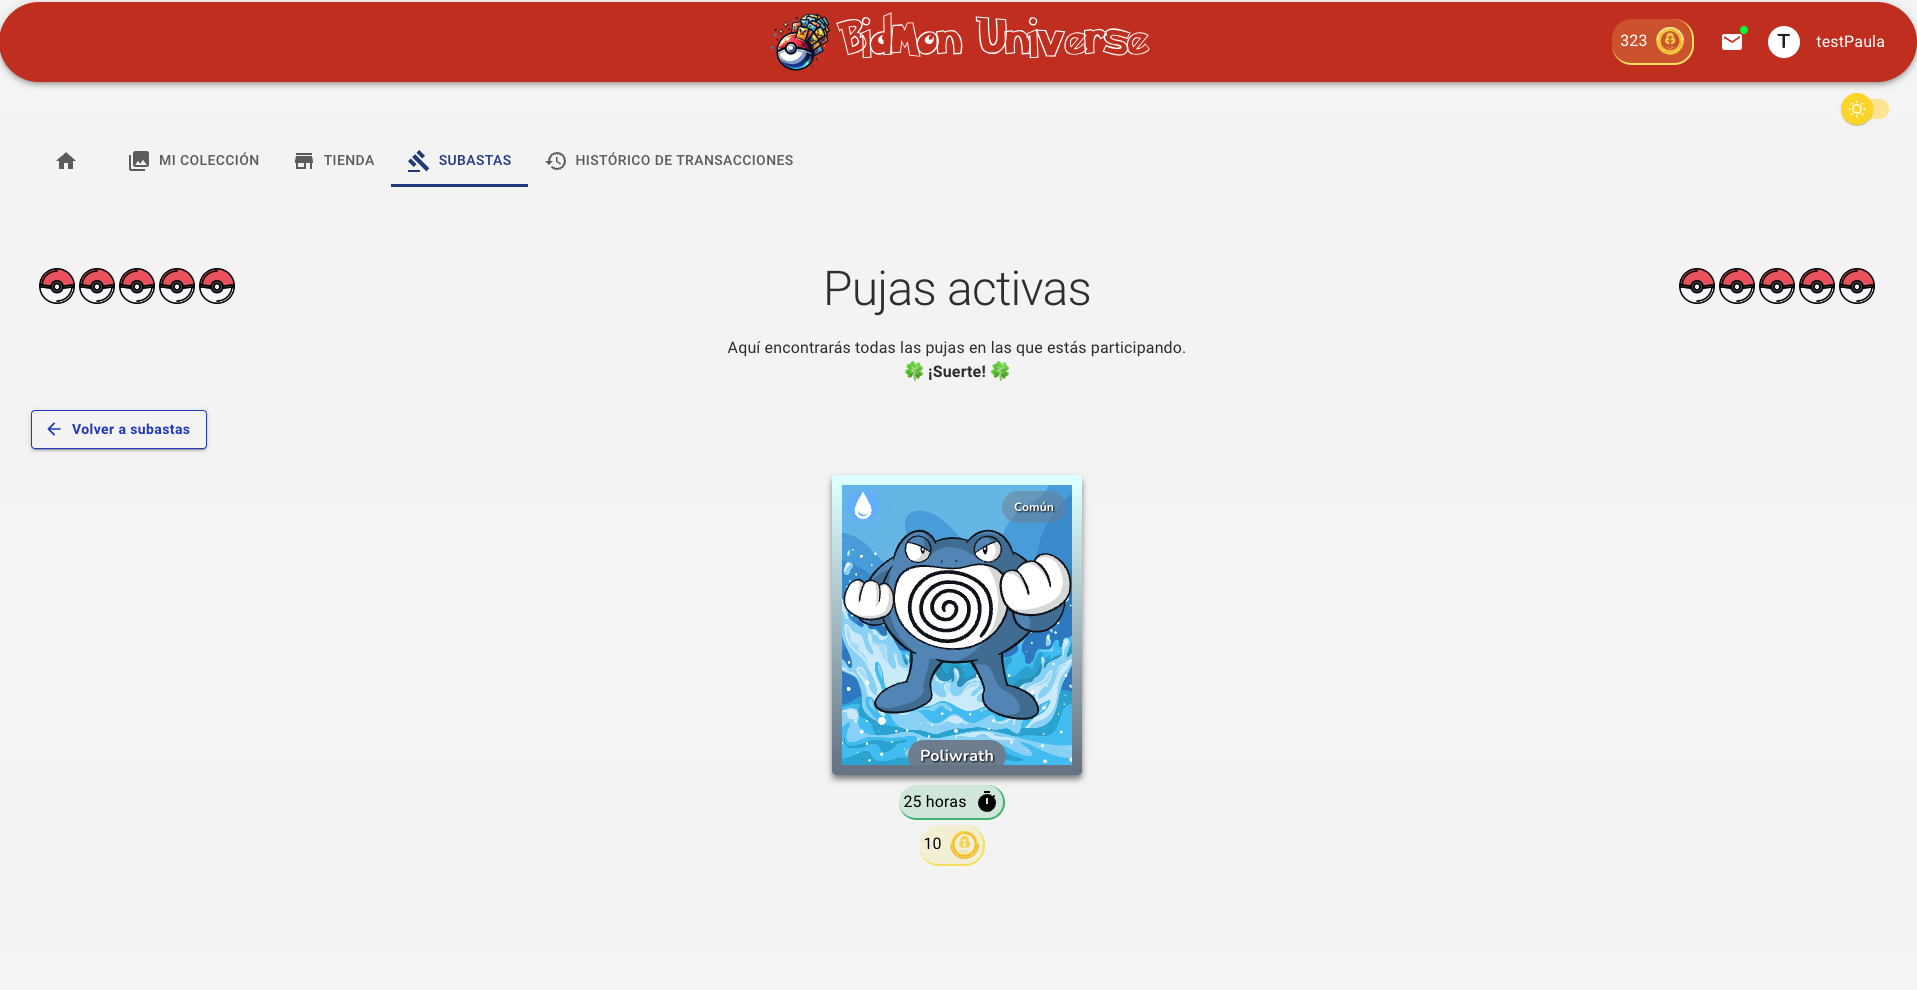 BidMon Universe
323
T
testPaula
MI COLECCIÓN
TIENDA
SUBASTAS
HISTÓRICO DE TRANSACCIONES
Pujas activas
Aquí encontrarás todas las pujas en las que estás participando.
¡Suerte!
Volver a subastas
Común
Poliwrath
25 horas
10